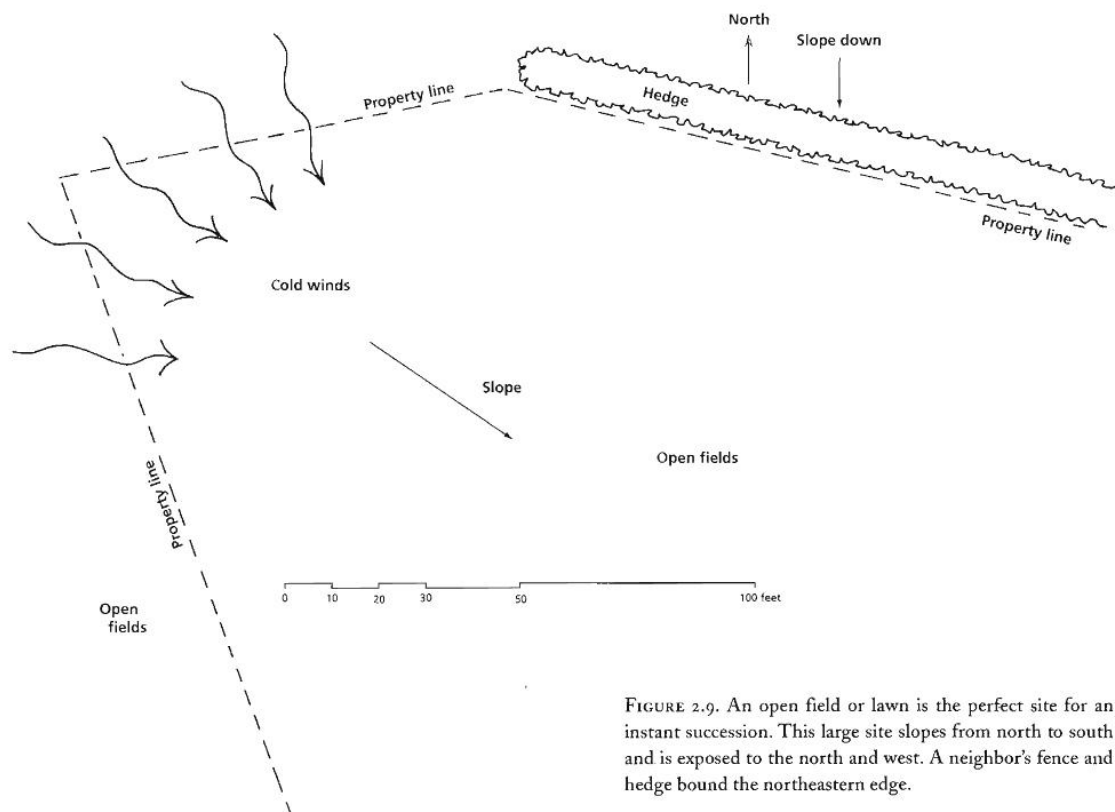 North
Slope down
Property line
Hedge
Property line
Cold winds
Slope
Open fields
Property line
0 10 20 30 50 100 feet
Open
fields
FIGURE 2.9. An open field or lawn is the perfect site for an
instant succession. This large site slopes from north to south
and is exposed to the north and west. A neighbor's fence and
hedge bound the northeastern edge.